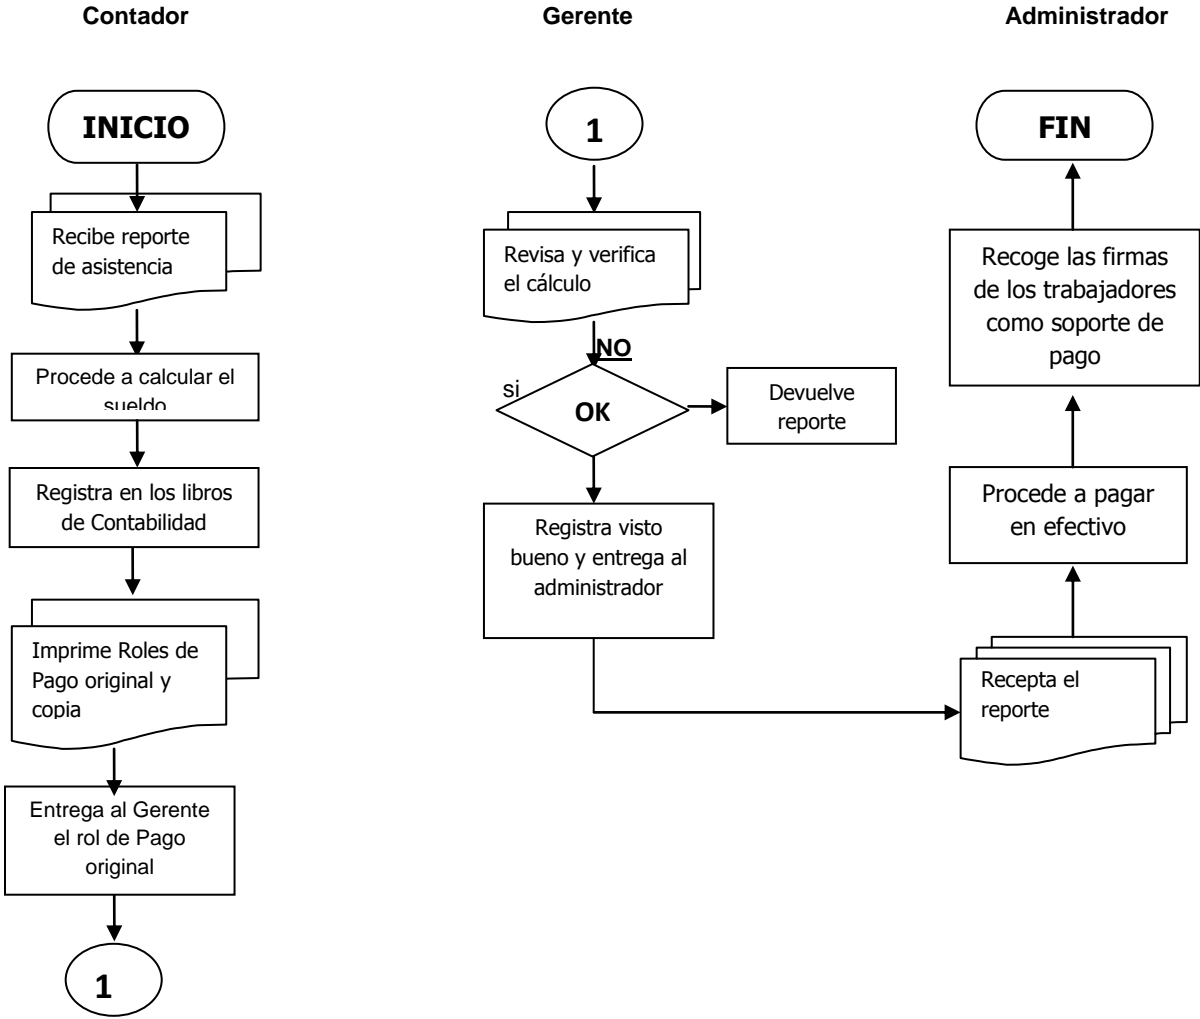 Contador
INICIO
Recibe reporte
de asistencia
Procede a calcular el
sueldo
Registra en los libros
de Contabilidad
Imprime Roles de
Pago original y
copia
Entrega al Gerente
el rol de Pago
original
1
Gerente
1
Revisa y verifica
el cálculo
NO
si
OK
Devuelve
reporte
Registra visto
bueno y entrega al
administrador
Administrador
FIN
Recoge las firmas
de los trabajadores
como soporte de
pago
Procede a pagar
en efectivo
Recepta el
reporte